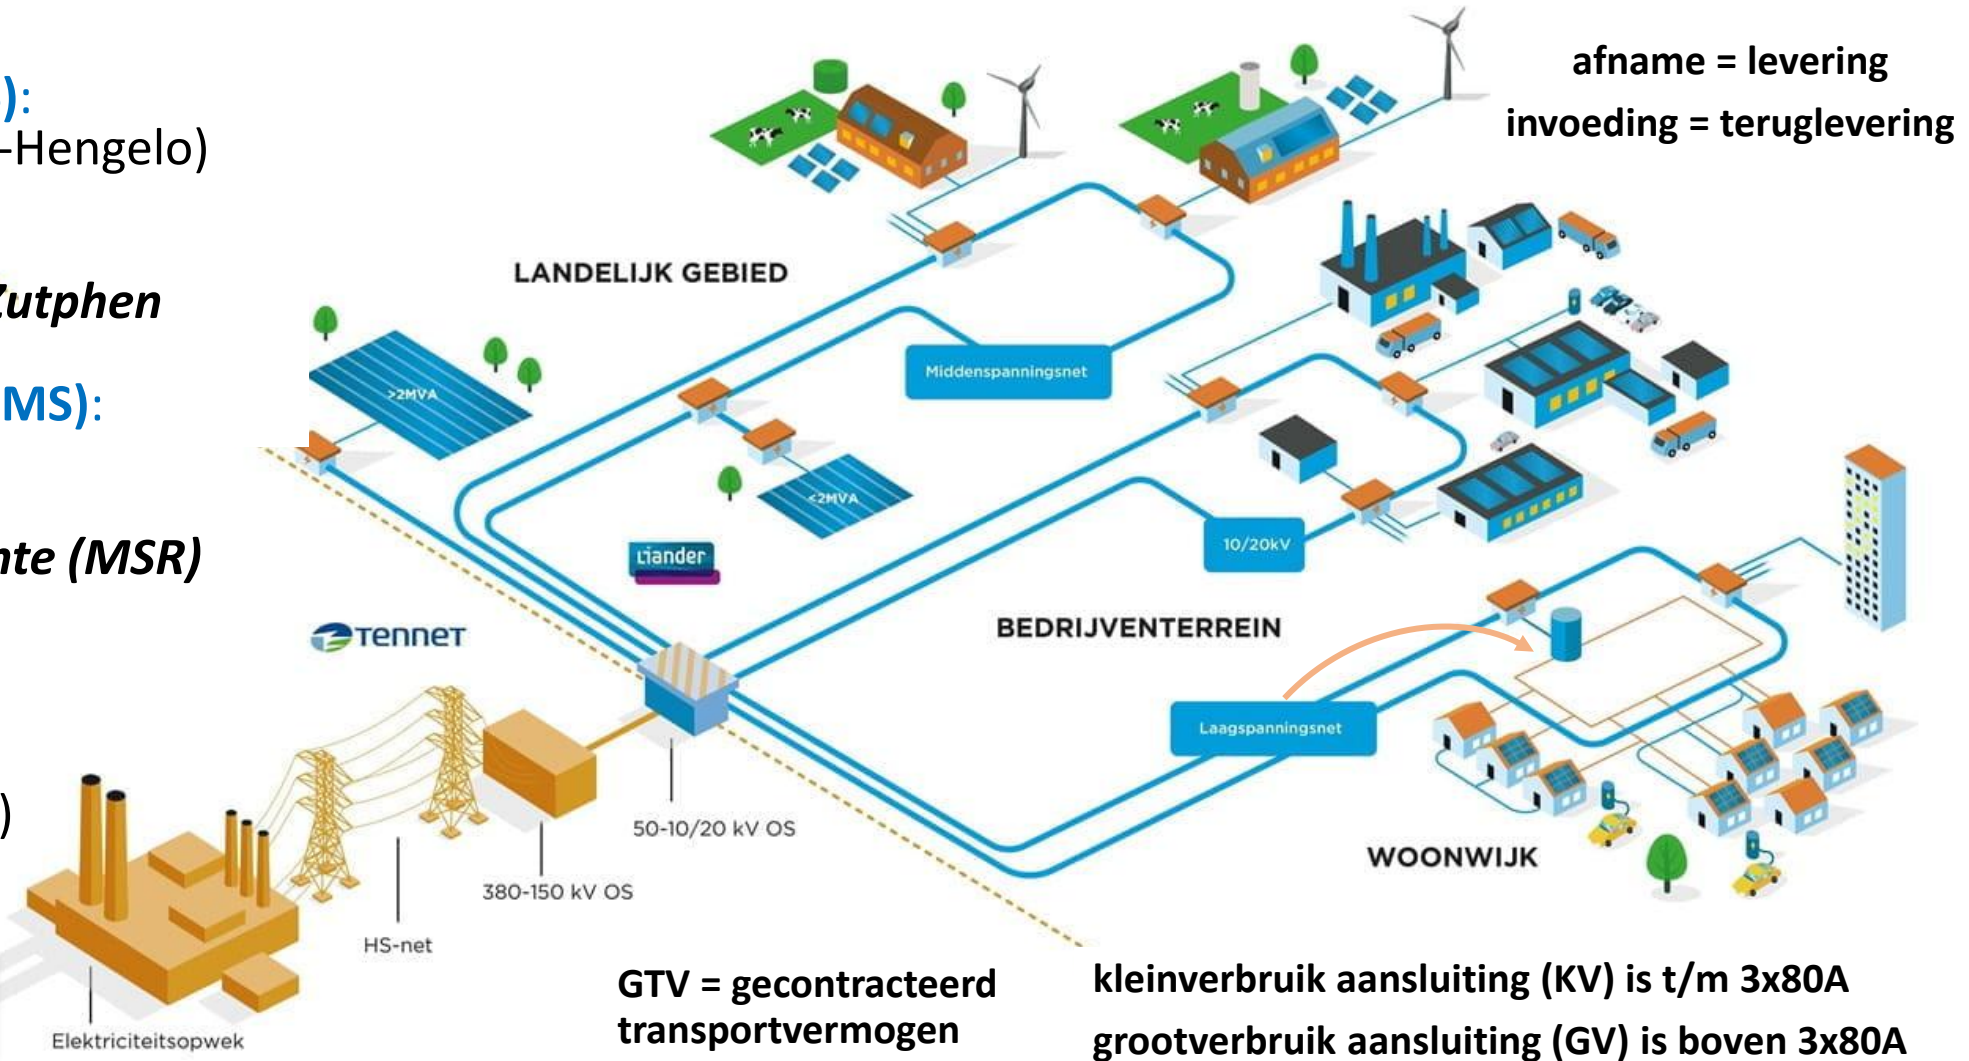 ):
-Hengelo)
Zutphen
MS):
nte (MSR)
)
afname = levering
invoeding = teruglevering
LANDELIJK GEBIED
Middenspanningsnet
>2MVA
<2MVA
10/20kV
Liander
BEDRIJVENTERREIN
TENNET
Laagspanningsnet
50-10/20 kV OS
380-150 kV OS
HS-net
WOONWIJK
Elektriciteitsopwek
GTV = gecontracteerd
transportvermogen
kleinverbruik aansluiting (KV) is t/m 3x80A
grootverbruik aansluiting (GV) is boven 3x80A